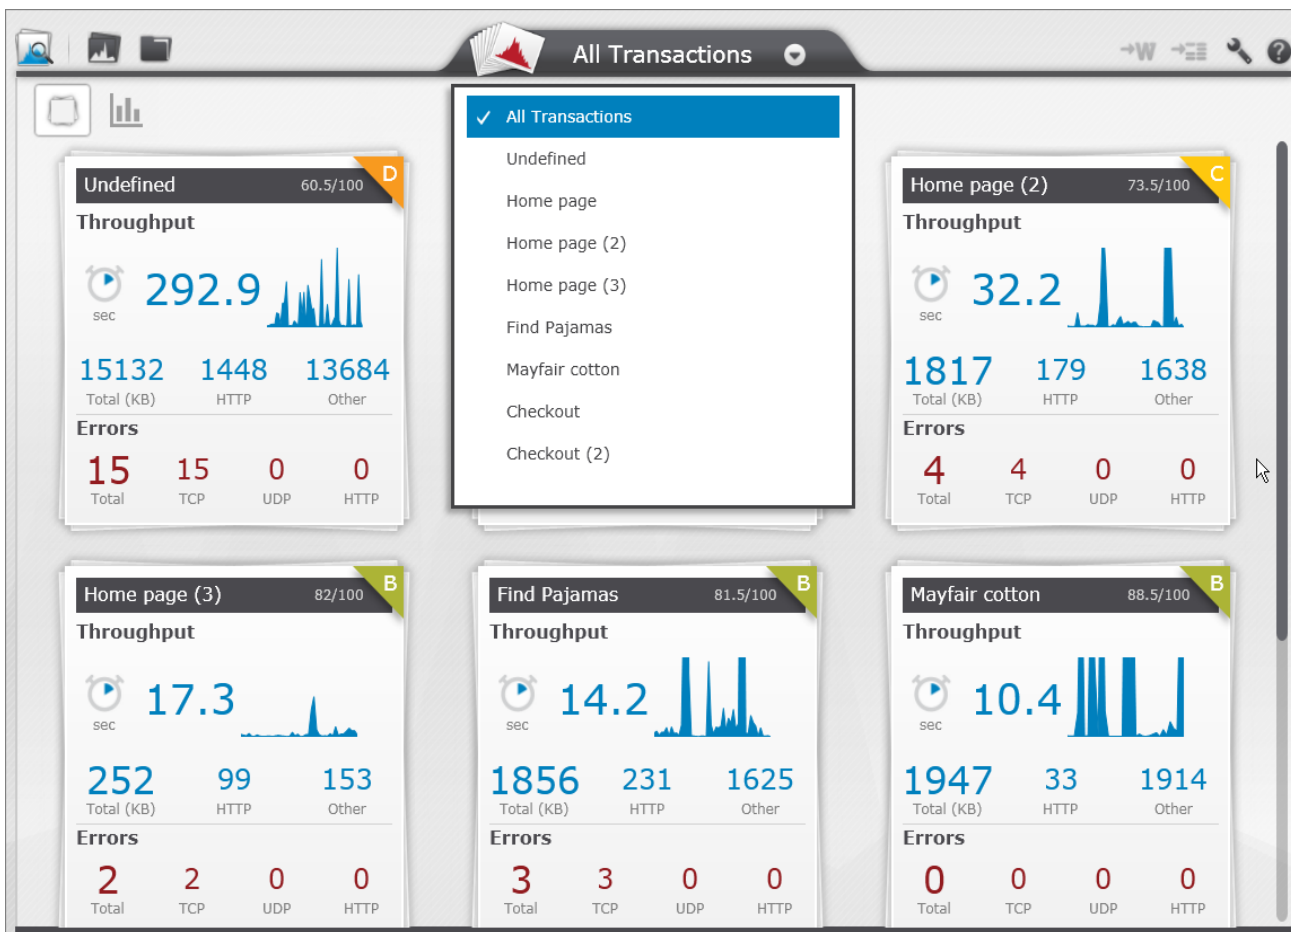 All Transactions
→W
?
✓ All Transactions
Undefined
Home page
Home page (2)
Home page (3)
Find Pajamas
Mayfair cotton
Checkout
Checkout (2)
Undefined 60.5/100 D
Throughput
sec 292.9
15132 1448 13684
Total (KB) HTTP Other
Errors
15 15 0 0
Total TCP UDP HTTP
Home page (2) 73.5/100 C
Throughput
sec 32.2
1817 179 1638
Total (KB) HTTP Other
Errors
4 4 0 0
Total TCP UDP HTTP
Home page (3) 82/100 B
Throughput
sec 17.3
252 99 153
Total (KB) HTTP Other
Errors
2 2 0 0
Total TCP UDP HTTP
Find Pajamas 81.5/100 B
Throughput
sec 14.2
1856 231 1625
Total (KB) HTTP Other
Errors
3 3 0 0
Total TCP UDP HTTP
Mayfair cotton 88.5/100 B
Throughput
sec 10.4
1947 33 1914
Total (KB) HTTP Other
Errors
0 0 0 0
Total TCP UDP HTTP